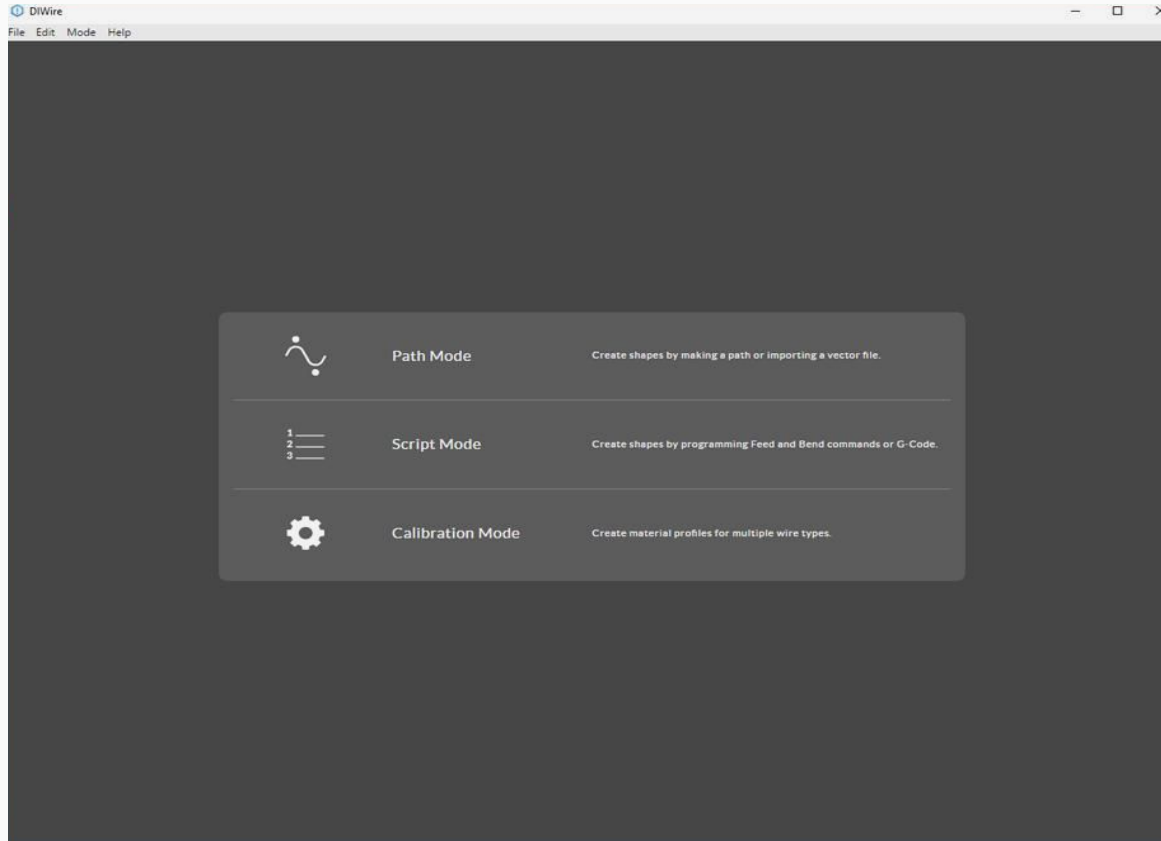 DIWire
File Edit Mode Help
Path Mode Create shapes by making a path or importing a vector file.
1
2
3
Script Mode Create shapes by programming Feed and Bend commands or G-Code.
Calibration Mode Create material profiles for multiple wire types.